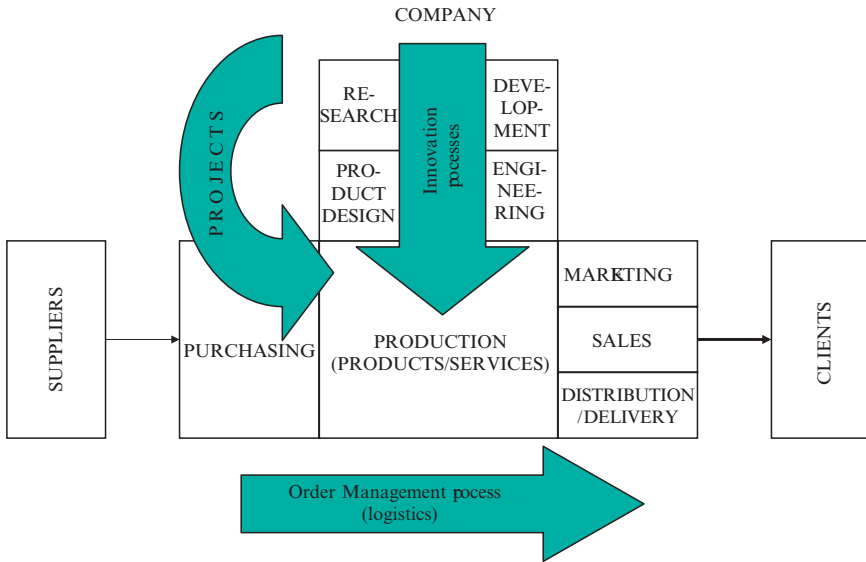 COMPANY
RE-
SEARCH
DEVE-
LOP-
MENT
PROJECTS
Innovation
pocesses
PRO-
DUCT
DESIGN
ENGI-
NEE-
RING
SUPPLIERS
PURCHASING
PRODUCTION
(PRODUCTS/SERVICES)
MARKTING
SALES
DISTRIBUTION
/DELIVERY
CLIENTS
Order Management pocess
(logistics)